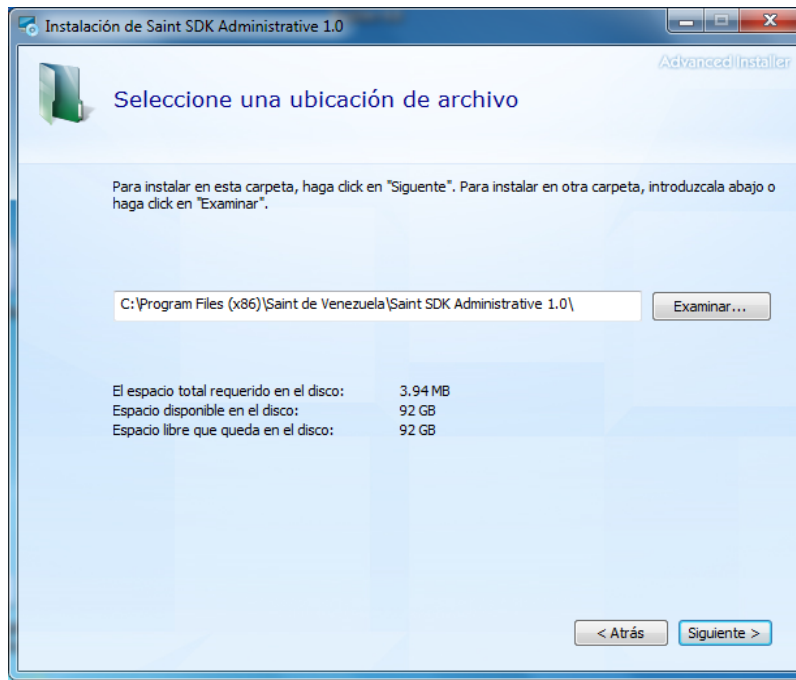 Instalación de Saint SDK Administrative 1.0
Advanced Installer
Seleccione una ubicación de archivo
Para instalar en esta carpeta, haga click en "Siguente". Para instalar en otra carpeta, introduzcala abajo o
haga click en "Examinar".
C:\Program Files (x86)\Saint de Venezuela\Saint SDK Administrative 1.0\
Examinar...
El espacio total requerido en el disco: 3.94 MB
Espacio disponible en el disco: 92 GB
Espacio libre que queda en el disco: 92 GB
< Atrás
Siguiente >